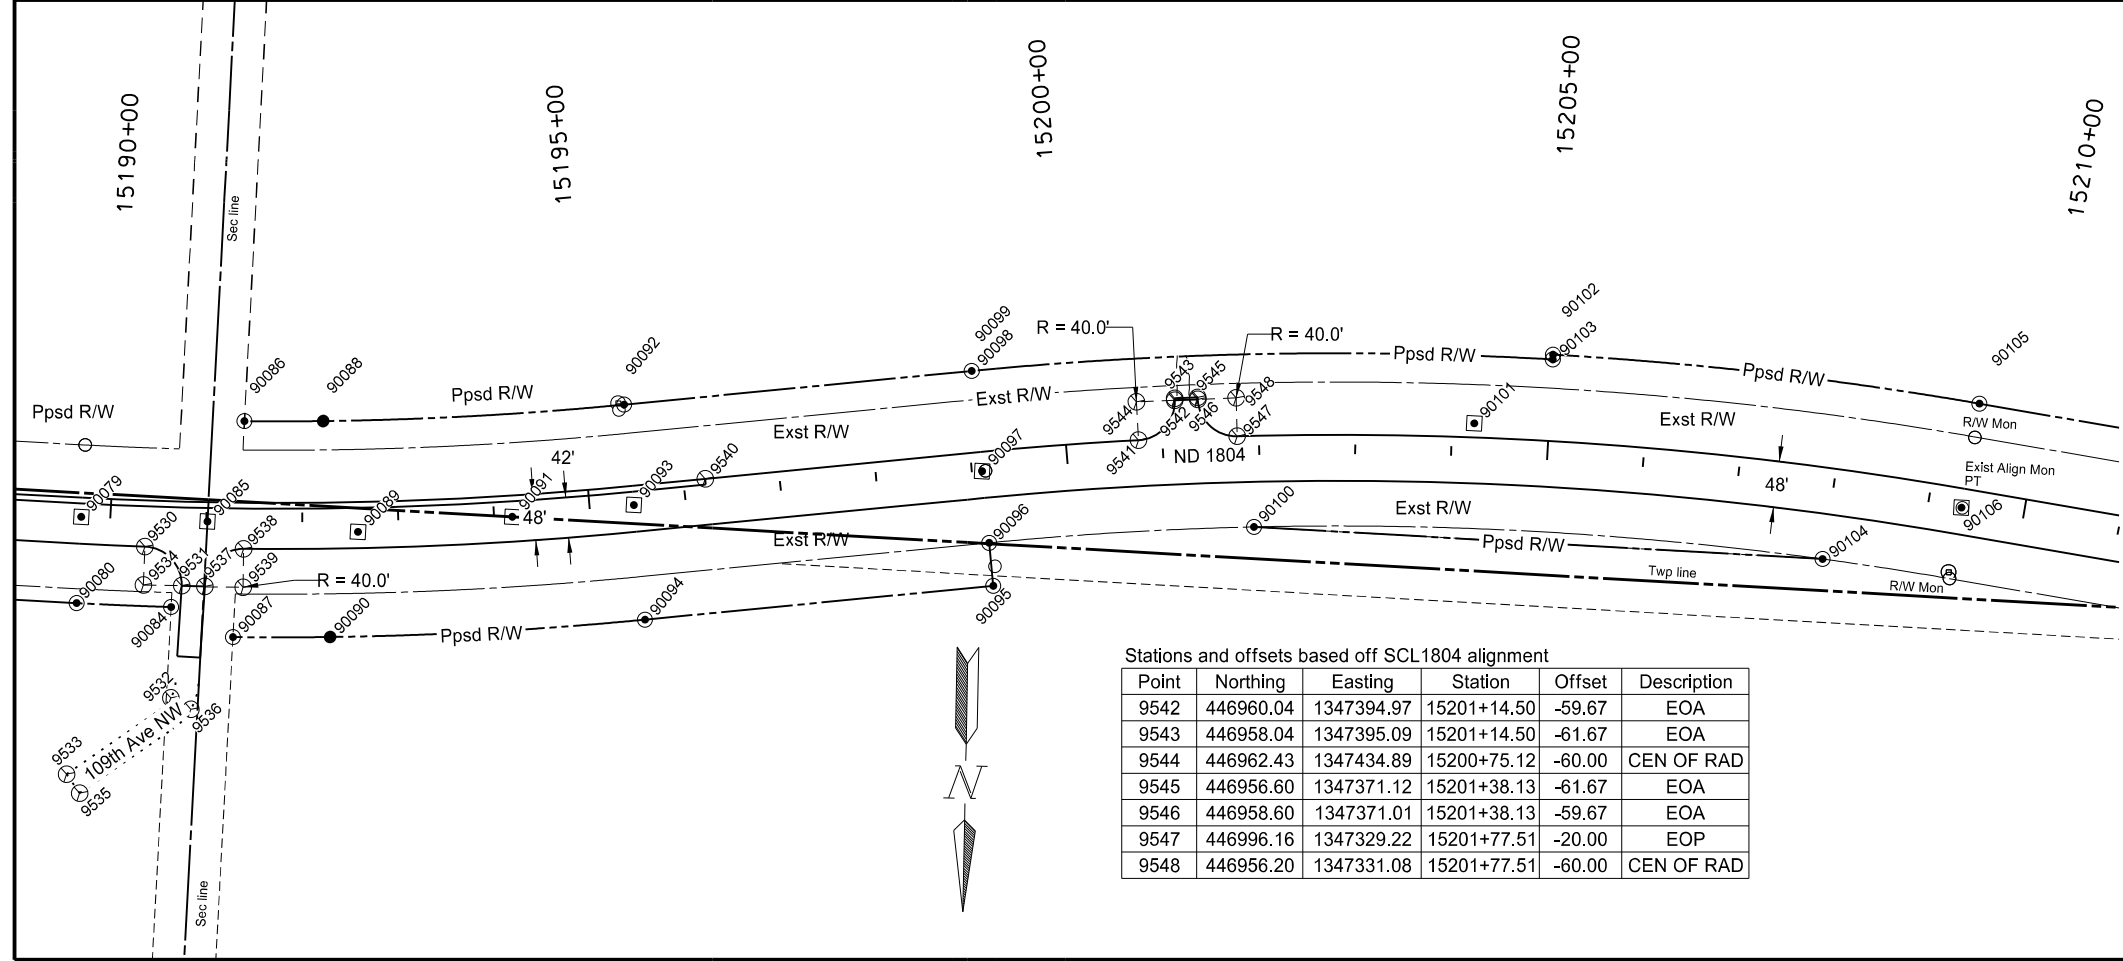 15190+00
15195+00
15200+00
15205+00
15210+00
Sec line
90086
90088
90092
90099
90098
R = 40.0'
9543
9545
R = 40.0'
90102
90103
90105
Ppsd R/W
Ppsd R/W
Ppsd R/W
Ppsd R/W
Exst R/W
Exst R/W
Exst R/W
9544
9542
9546
9548
9547
9541
90101
R/W Mon
ND 1804
Exist Align Mon
PT
90079
90085
90089
42'
90091
90093
9540
90097
48'
48'
90106
9530
9538
9534
9531
9537
9539
R = 40.0'
Exst R/W
90096
90100
Exst R/W
Ppsd R/W
90104
Twp line
R/W Mon
90080
90084
90087
90090
Ppsd R/W
90094
90095
9532
9536
109th Ave NW
9533
9535
Sec line
N
Stations and offsets based off SCL1804 alignment
Point Northing Easting Station Offset Description
9542 446960.04 1347394.97 15201+14.50 -59.67 EOA
9543 446958.04 1347395.09 15201+14.50 -61.67 EOA
9544 446962.43 1347434.89 15200+75.12 -60.00 CEN OF RAD
9545 446956.60 1347371.12 15201+38.13 -61.67 EOA
9546 446958.60 1347371.01 15201+38.13 -59.67 EOA
9547 446996.16 1347329.22 15201+77.51 -20.00 EOP
9548 446956.20 1347331.08 15201+77.51 -60.00 CEN OF RAD